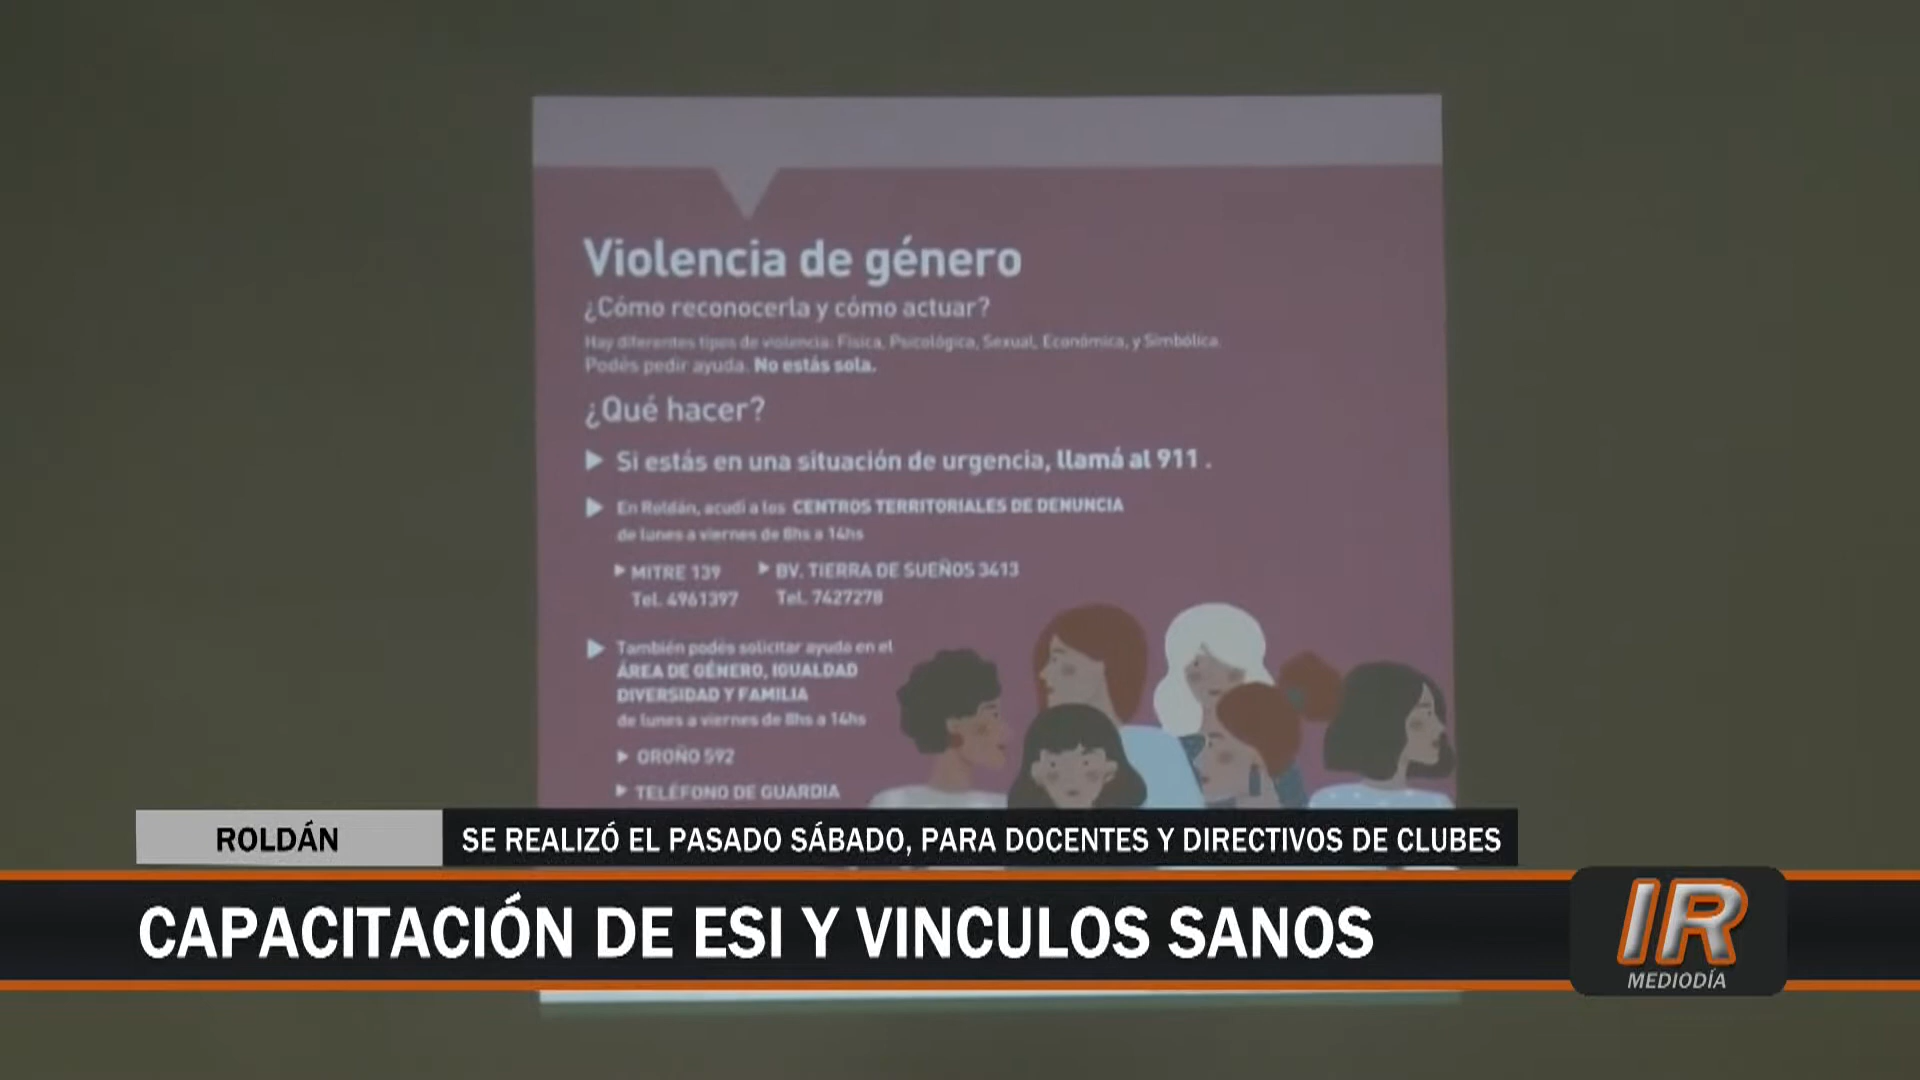 Violencia de género
¿Cómo reconocerla y cómo actuar?
Hay diferentes tipos de violencia: Física, Psicológica, Sexual, Económica, y Simbólica.
Podés pedir ayuda. No estás sola.
¿Qué hacer?
Si estás en una situación de urgencia, llamá al 911 .
En Roldán, acudí a los CENTROS TERRITORIALES DE DENUNCIA
de lunes a viernes de 8hs a 14hs
MITRE 139 BV. TIERRA DE SUEÑOS 3413
Tel. 4961397 Tel. 7427278
También podés solicitar ayuda en el
ÁREA DE GÉNERO, IGUALDAD
DIVERSIDAD Y FAMILIA
de lunes a viernes de 8hs a 14hs
OROÑO 592
TELÉFONO DE GUARDIA
ROLDÁN SE REALIZÓ EL PASADO SÁBADO, PARA DOCENTES Y DIRECTIVOS DE CLUBES
CAPACITACIÓN DE ESI Y VINCULOS SANOS
IR
MEDIODÍA